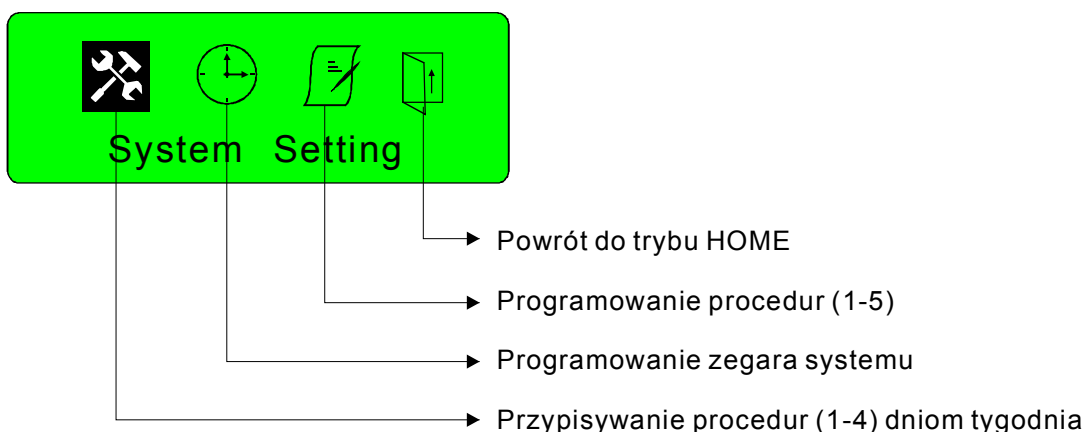 System Setting
Powrót do trybu HOME
Programowanie procedur (1-5)
Programowanie zegara systemu
Przypisywanie procedur (1-4) dniom tygodnia